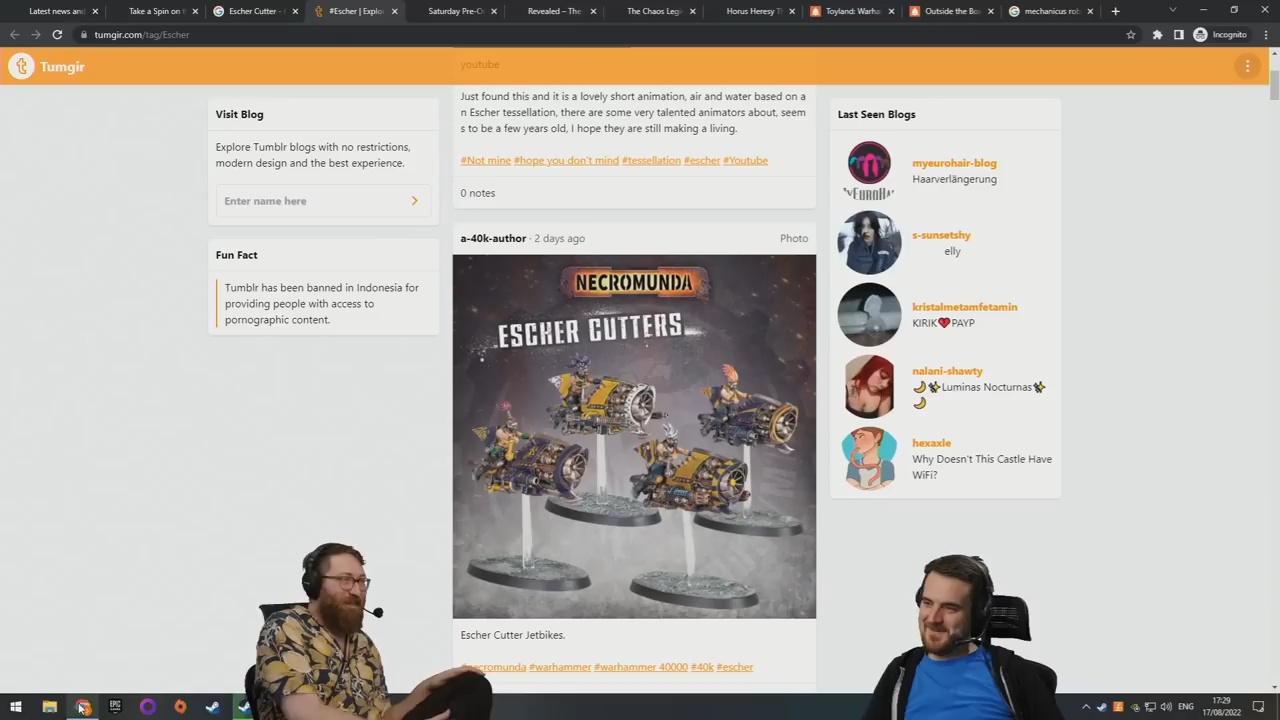 Latest news and
Take a Spin on t
Escher Cutter -
#Escher | Explo
Saturday Pre-C
Revealed – The
The Chaos Legi
Horus Heresy Th
Toyland: Warha
Outside the Bo
mechicus rob
tumgir.com/tag/Escher
Incognito
Tumgir
youtube
Visit Blog
Explore Tumblr blogs with no restrictions,
modern design and the best experience.
Enter name here
Fun Fact
Tumblr has been banned in Indonesia for
providing people with access to
pornographic content.
Just found this and it is a lovely short animation, air and water based on a
n Escher tessellation, there are some very talented animators about, seem
s to be a few years old, I hope they are still making a living.
#Not mine #hope you don't mind #tessellation #escher #Youtube
0 notes
a-40k-author · 2 days ago
Photo
NECROMUNDA
ESCHER CUTTERS
Escher Cutter Jetbikes.
#necromunda #warhammer #warhammer 40000 #40k #escher
Last Seen Blogs
myeurohair-blog
Haarverlängerung
s-sunsetshy
elly
kristalmetamfetamin
KIRIK❤PAYP
nalani-shawty
🌙✨Luminas Nocturnas✨
🌙
hexaxle
Why Doesn't This Castle Have
WiFi?
EPIC
ENG
17:29
17/08/2022